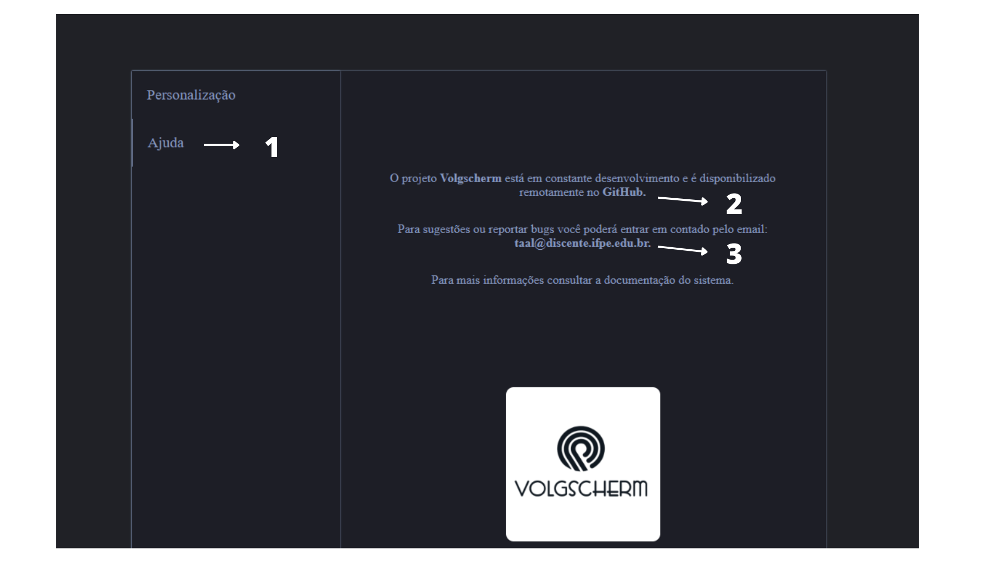 Personalização
Ajuda
1
O projeto Volgscherm está em constante desenvolvimento e é disponibilizado
remotamente no GitHub.
2
Para sugestões ou reportar bugs você poderá entrar em contado pelo email:
taal@discente.ifpe.edu.br.
3
Para mais informações consultar a documentação do sistema.
VOLGSCHERM